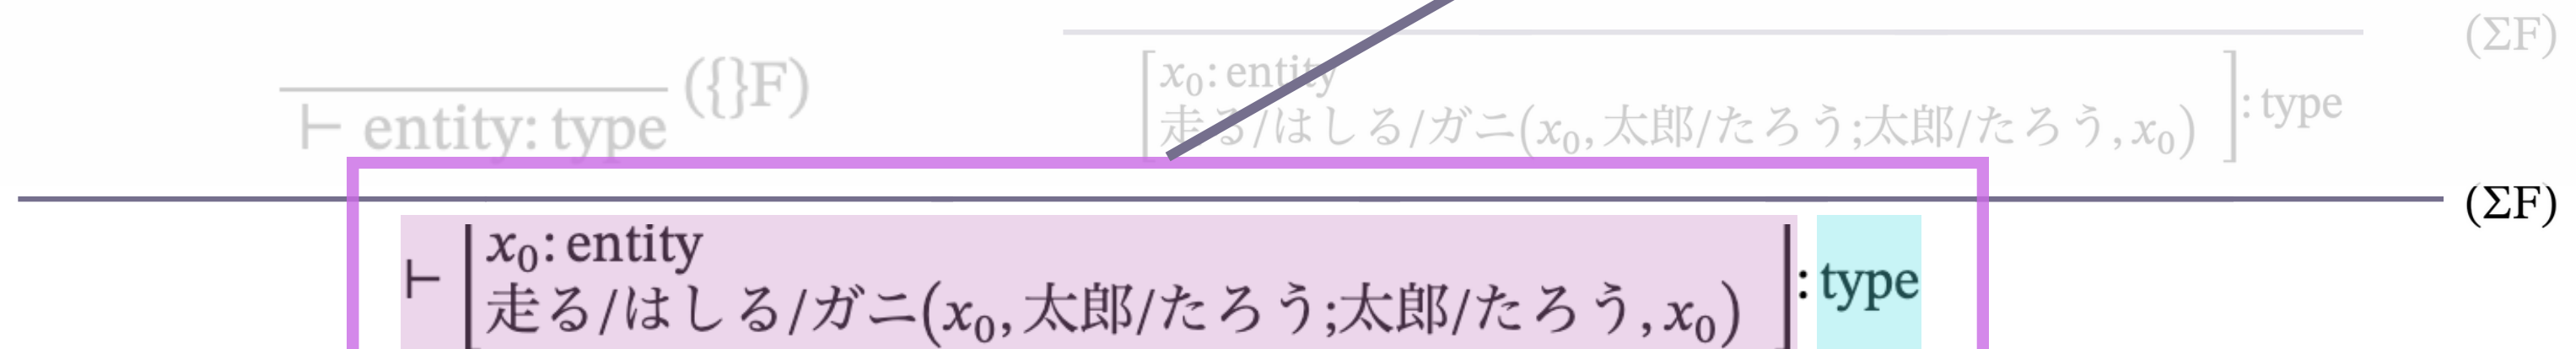 (ΣF)
({}F)
x₀: entity
⊢ entity: type
走る/はしる/ガニ(x₀, 太郎/たろう;太郎/たろう, x₀)
: type
(ΣF)
x₀: entity
⊢
: type
走る/はしる/ガニ(x₀, 太郎/たろう;太郎/たろう, x₀)